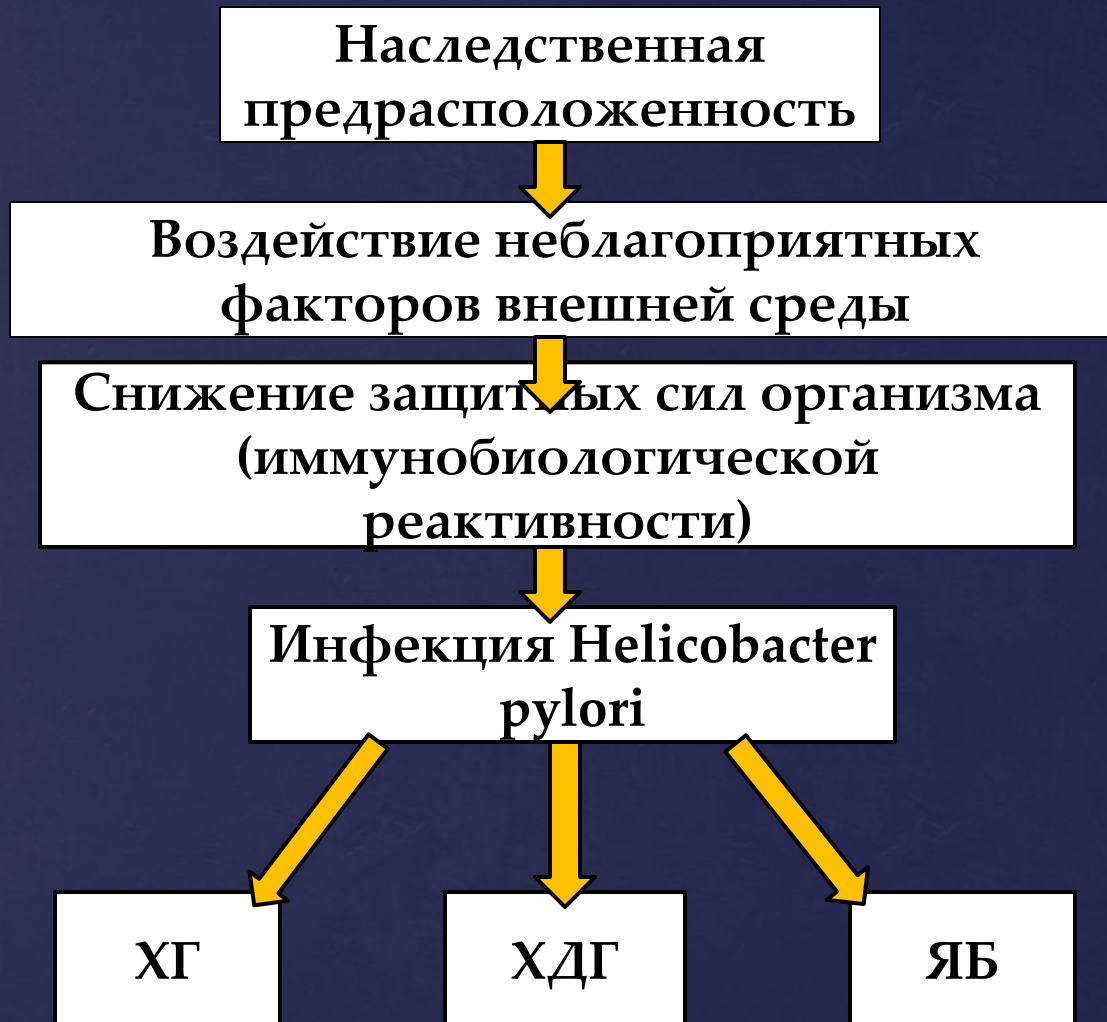 Наследственная
предрасположенность
Воздействие неблагоприятных
факторов внешней среды
Снижение защитных сил организма
(иммунобиологической
реактивности)
Инфекция Helicobacter
pylori
ХГ
ХДГ
ЯБ